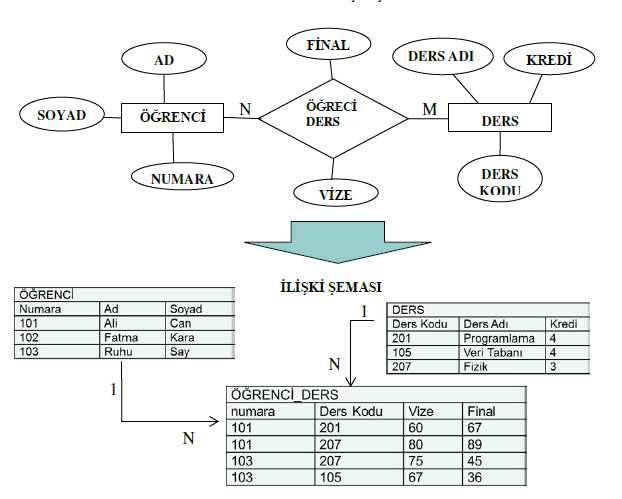 FİNAL
AD
DERS ADI
KREDİ
SOYAD
ÖĞRENCİ
N
ÖĞRECİ
DERS
M
DERS
NUMARA
VİZE
DERS
KODU
İLİŞKİ ŞEMASI
ÖĞRENCİ
Numara Ad Soyad
101 Ali Can
102 Fatma Kara
103 Ruhu Say
1
DERS
Ders Kodu Ders Adı Kredi
201 Programlama 4
105 Veri Tabanı 4
207 Fizik 3
N
1
N
ÖĞRENCİ_DERS
numara Ders Kodu Vize Final
101 201 60 67
101 207 80 89
103 207 75 45
103 105 67 36